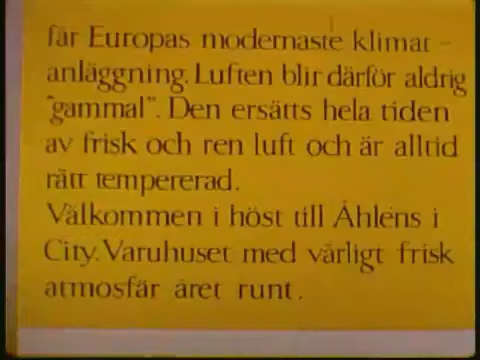 får Europas modernaste klimat-
anläggning. Luften blir därför aldrig
"gammal". Den ersätts hela tiden
av frisk och ren luft och är alltid
rätt tempererad.
Välkommen i höst till Åhléns i
City. Varuhuset med vårligt frisk
atmosfär året runt.